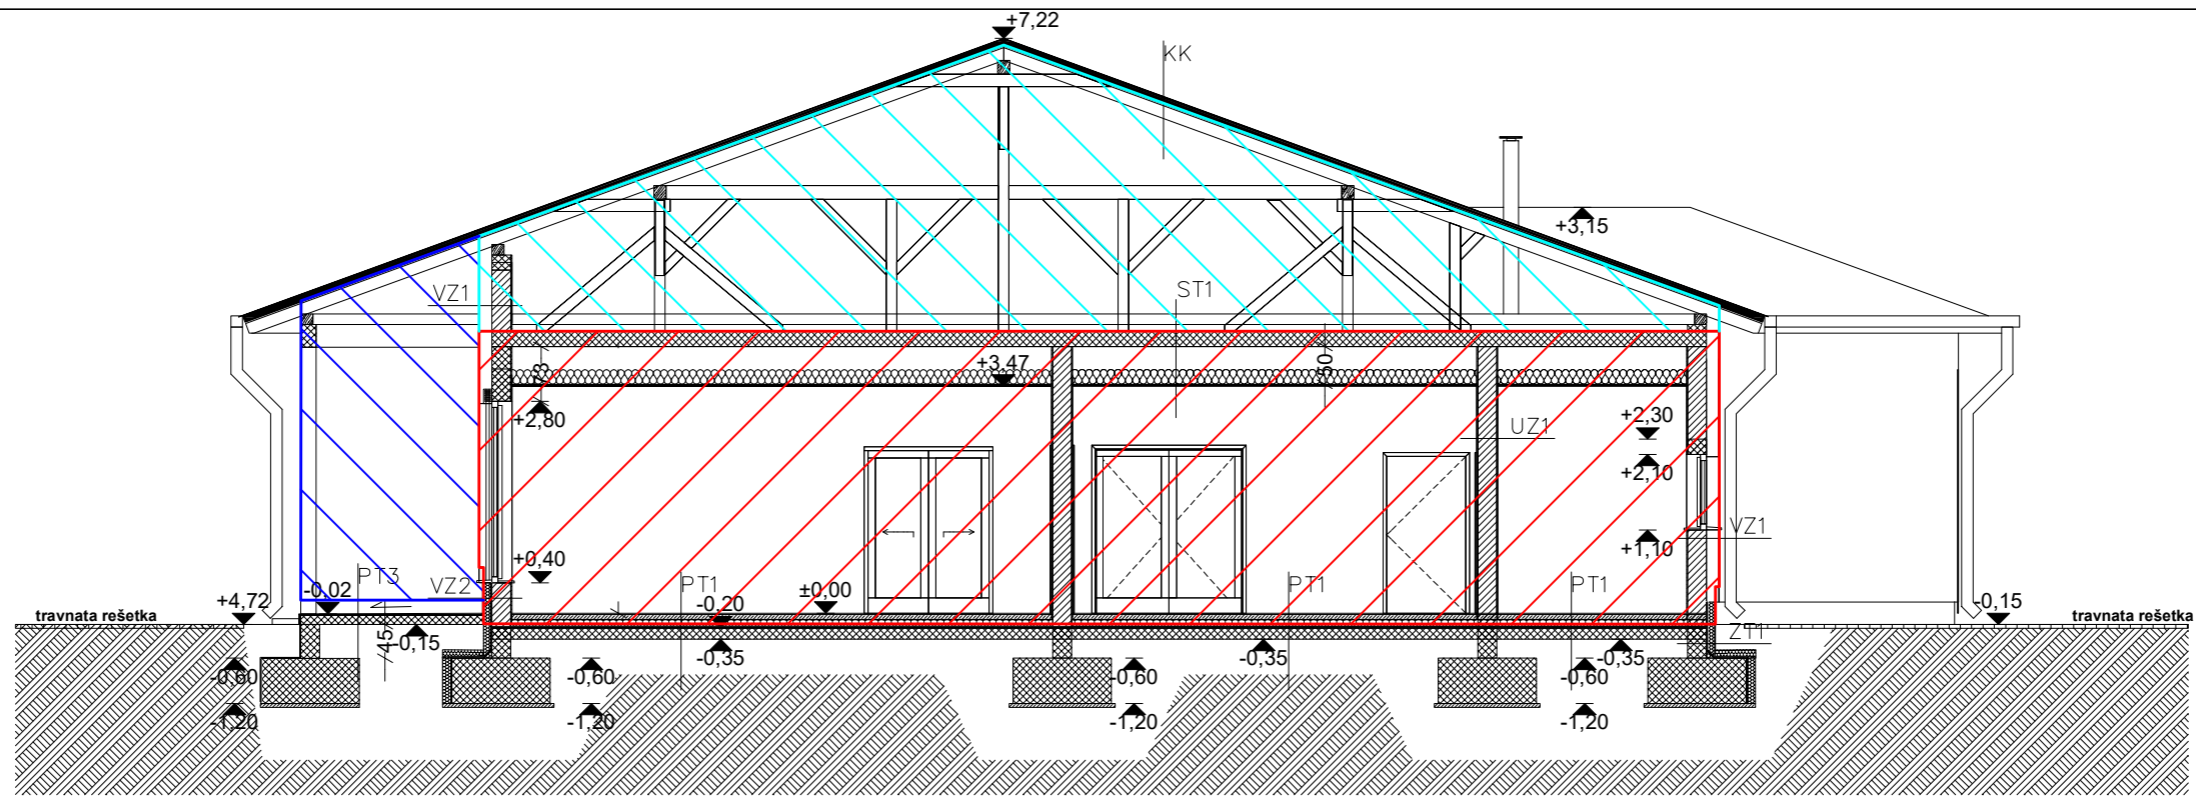 +7,22
KK
+3,15
VZ1
ST1
+3,47
73
50
+2,80
+2,30
UZ1
+2,10
VZ1
+1,10
+0,40
PT3
VZ2
PT1
PT1
PT1
-0,02
±0,00
-0,20
+4,72
-0,15
travnata rešetka
travnata rešetka
45
-0,15
ZT1
-0,35
-0,35
-0,35
-0,60
-0,60
-0,60
-0,60
-1,20
-1,20
-1,20
-1,20